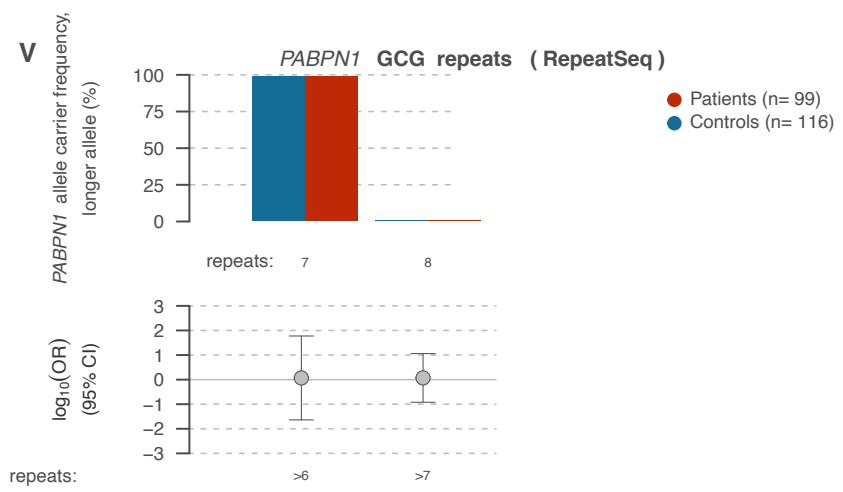 V
PABPN1 GCG repeats ( RepeatSeq )
PABPN1 allele carrier frequency,
longer allele (%)
100
75
50
25
0
Patients (n= 99)
Controls (n= 116)
repeats: 7 8
log10(OR)
(95% CI)
3
2
1
0
−1
−2
−3
repeats: >6 >7